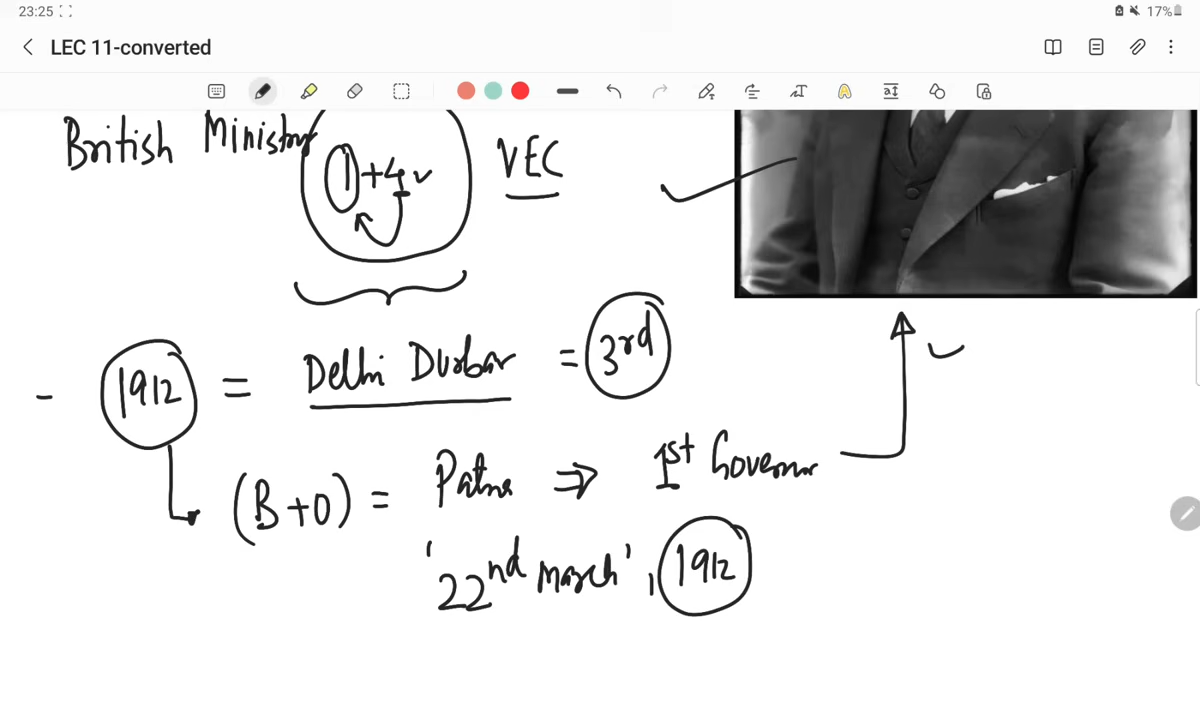 23:25
17%
LEC 11-converted
British Ministry 1+4 VEC
- 1912 = Delhi Durbar = 3rd
(B+O) = Patna ⇒ 1st Governor
'22nd march', 1912